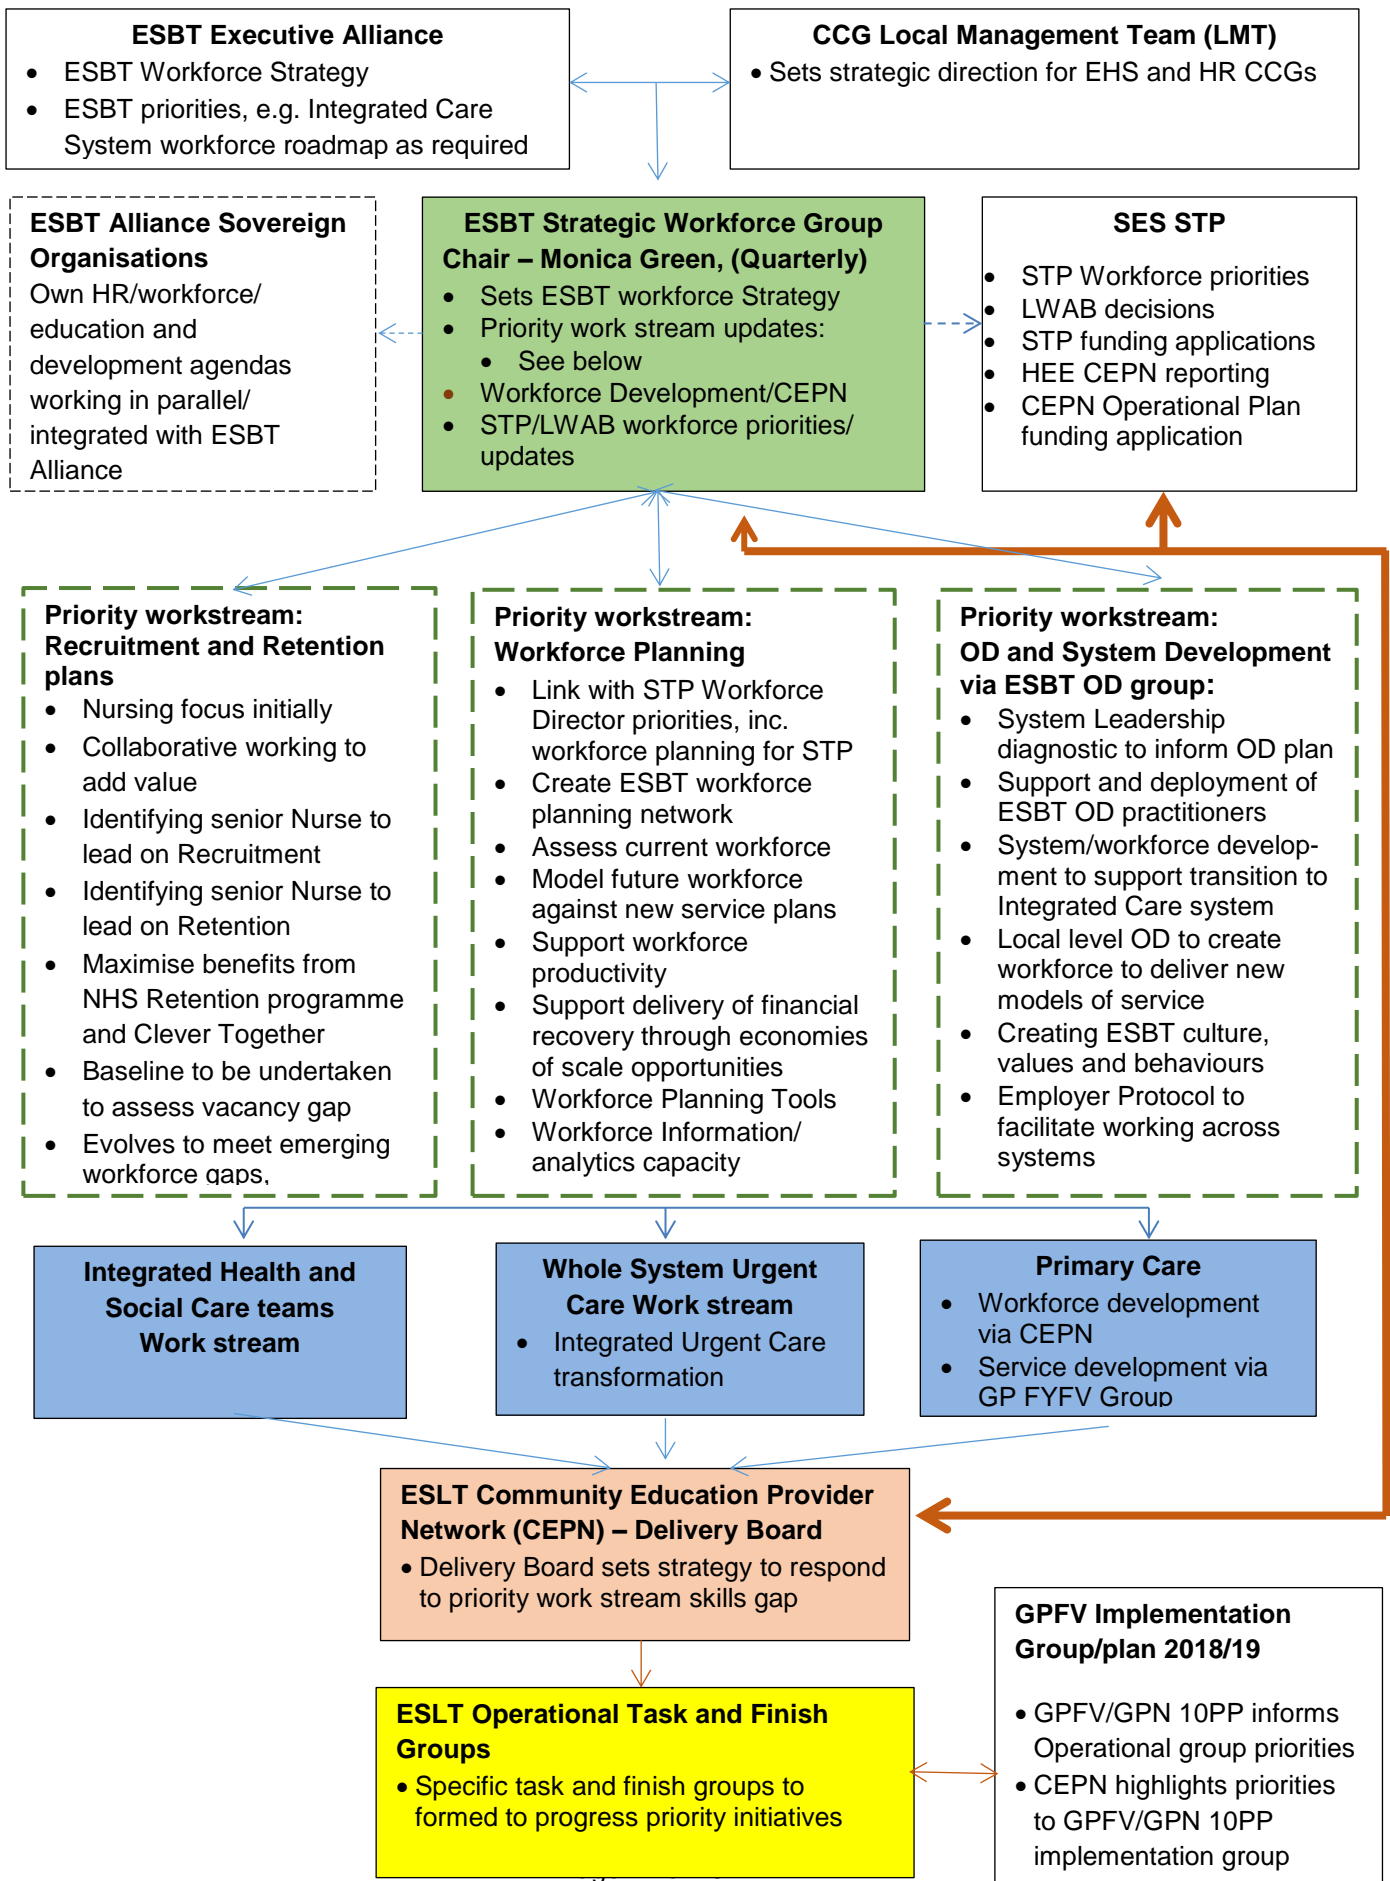 ESBT Executive Alliance
• ESBT Workforce Strategy
• ESBT priorities, e.g. Integrated Care
System workforce roadmap as required
CCG Local Management Team (LMT)
• Sets strategic direction for EHS and HR CCGs
ESBT Alliance Sovereign
Organisations
Own HR/workforce/
education and
development agendas
working in parallel/
integrated with ESBT
Alliance
ESBT Strategic Workforce Group
Chair – Monica Green, (Quarterly)
• Sets ESBT workforce Strategy
• Priority work stream updates:
• See below
• Workforce Development/CEPN
• STP/LWAB workforce priorities/
updates
SES STP
• STP Workforce priorities
• LWAB decisions
• STP funding applications
• HEE CEPN reporting
• CEPN Operational Plan
funding application
Priority workstream:
Recruitment and Retention
plans
• Nursing focus initially
• Collaborative working to
add value
• Identifying senior Nurse to
lead on Recruitment
• Identifying senior Nurse to
lead on Retention
• Maximise benefits from
NHS Retention programme
and Clever Together
• Baseline to be undertaken
to assess vacancy gap
• Evolves to meet emerging
workforce gaps,
Priority workstream:
Workforce Planning
• Link with STP Workforce
Director priorities, inc.
workforce planning for STP
• Create ESBT workforce
planning network
• Assess current workforce
• Model future workforce
against new service plans
• Support workforce
productivity
• Support delivery of financial
recovery through economies
of scale opportunities
• Workforce Planning Tools
• Workforce Information/
analytics capacity
Priority workstream:
OD and System Development
via ESBT OD group:
• System Leadership
diagnostic to inform OD plan
• Support and deployment of
ESBT OD practitioners
• System/workforce develop-
ment to support transition to
Integrated Care system
• Local level OD to create
workforce to deliver new
models of service
• Creating ESBT culture,
values and behaviours
• Employer Protocol to
facilitate working across
systems
Integrated Health and
Social Care teams
Work stream
Whole System Urgent
Care Work stream
• Integrated Urgent Care
transformation
Primary Care
• Workforce development
via CEPN
• Service development via
GP FYFV Group
ESLT Community Education Provider
Network (CEPN) – Delivery Board
• Delivery Board sets strategy to respond
to priority work stream skills gap
ESLT Operational Task and Finish
Groups
• Specific task and finish groups to
formed to progress priority initiatives
GPFV Implementation
Group/plan 2018/19
• GPFV/GPN 10PP informs
Operational group priorities
• CEPN highlights priorities
to GPFV/GPN 10PP
implementation group